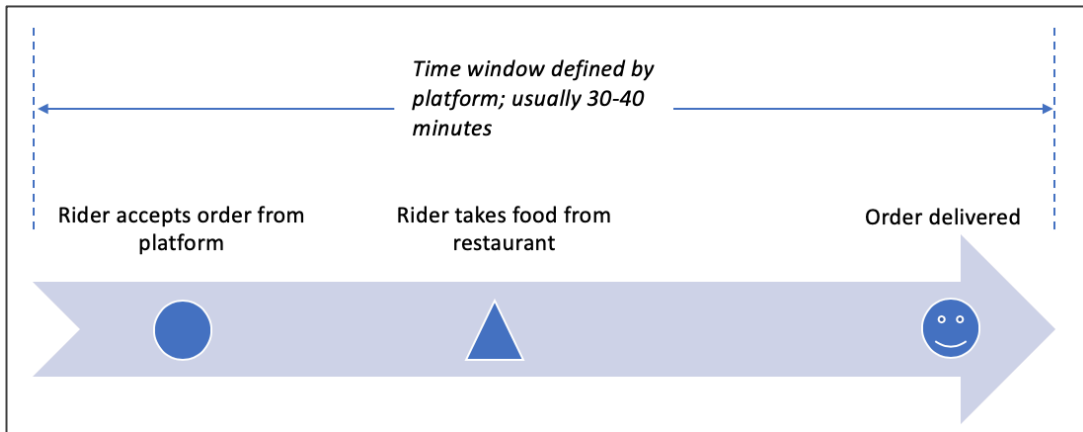 Time window defined by
platform; usually 30-40
minutes
Rider accepts order from
platform
Rider takes food from
restaurant
Order delivered